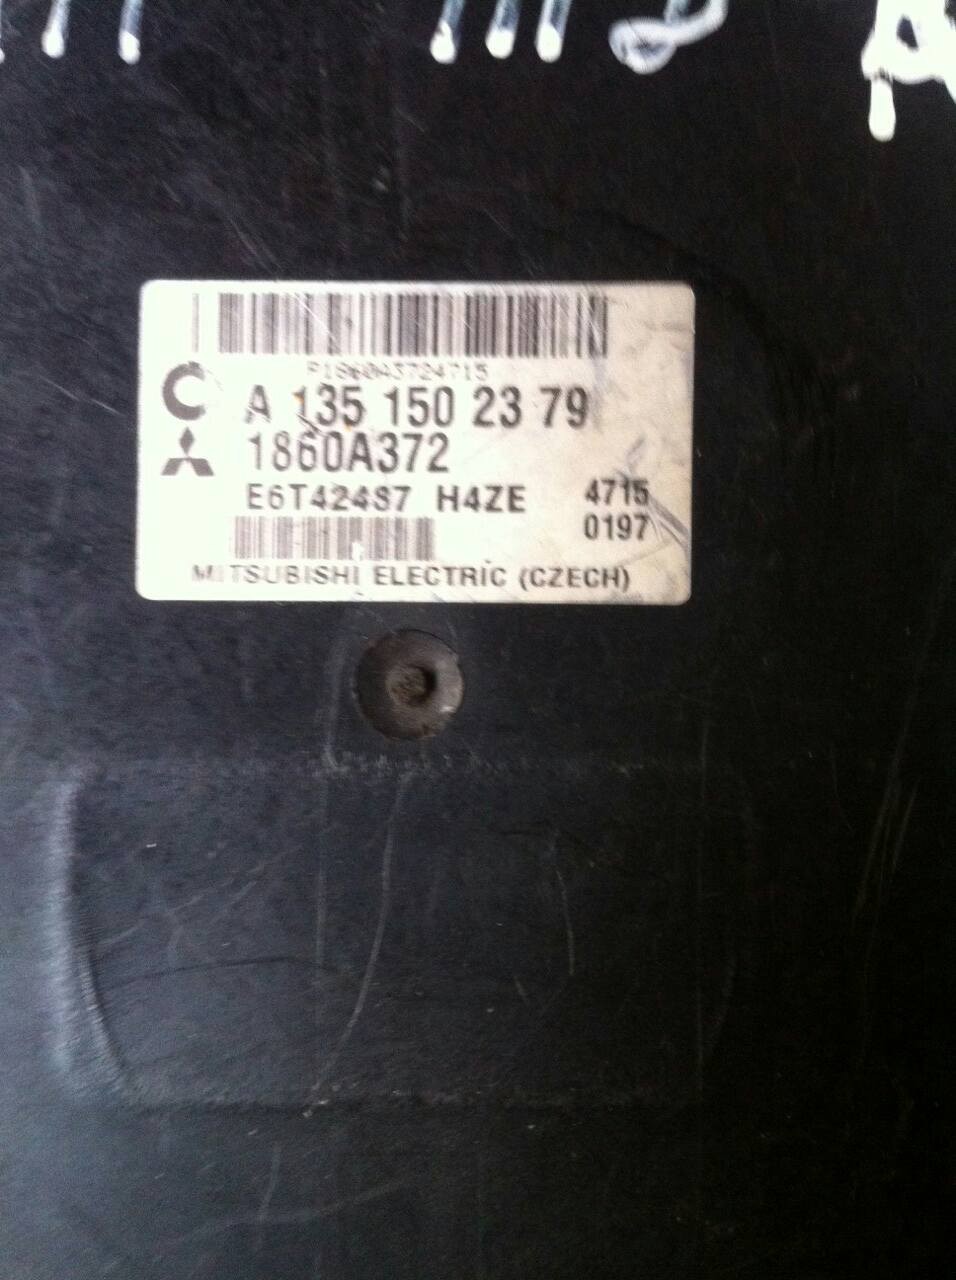 P1860A3724715
A 135 150 23 79
1860A372
E6T42487 H4ZE
4715
0197
MITSUBISHI ELECTRIC (CZECH)